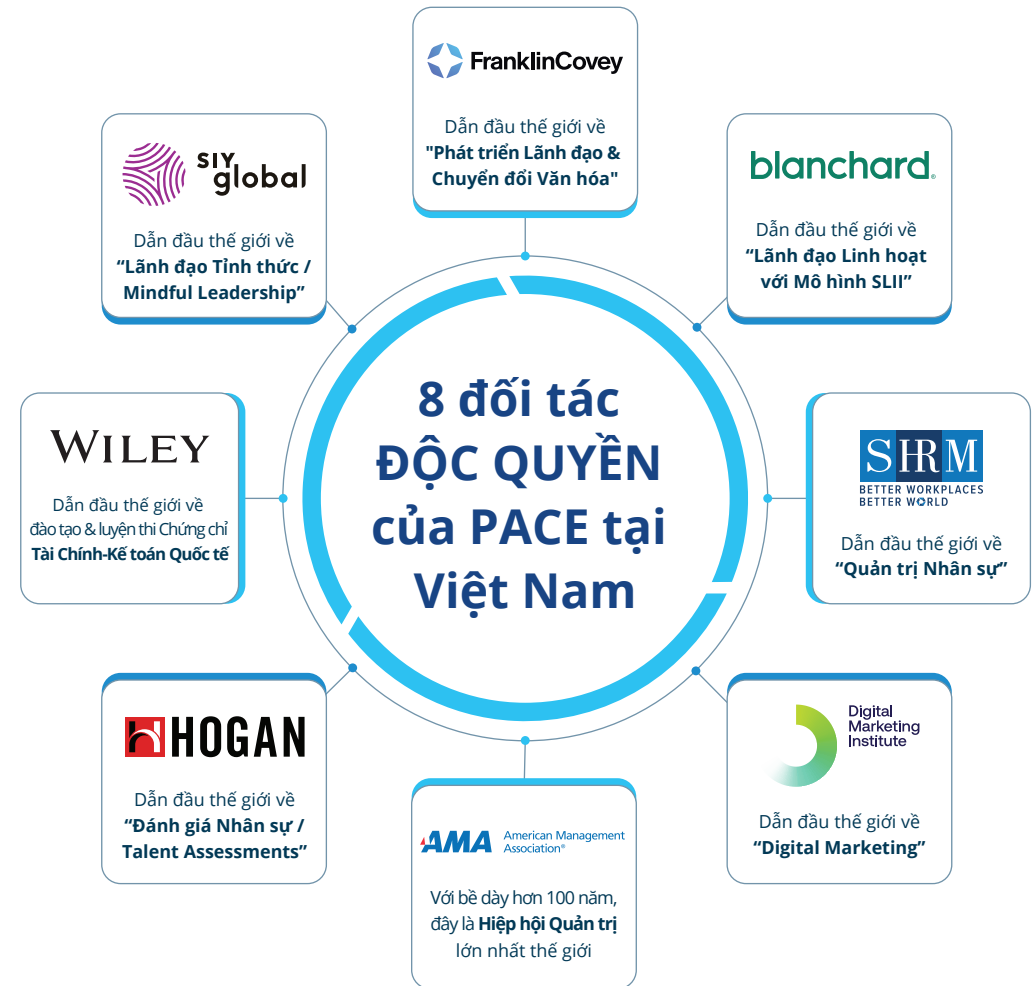 FranklinCovey
Dẫn đầu thế giới về
"Phát triển Lãnh đạo &
Chuyển đổi Văn hóa"
SIY
global
Dẫn đầu thế giới về
“Lãnh đạo Tỉnh thức /
Mindful Leadership”
blanchard®
Dẫn đầu thế giới về
“Lãnh đạo Linh hoạt
với Mô hình SLII”
8 đối tác
ĐỘC QUYỀN
của PACE tại
Việt Nam
WILEY
Dẫn đầu thế giới về
đào tạo & luyện thi Chứng chỉ
Tài Chính-Kế toán Quốc tế
SHRM
BETTER WORKPLACES
BETTER WORLD
Dẫn đầu thế giới về
“Quản trị Nhân sự”
HOGAN
Dẫn đầu thế giới về
“Đánh giá Nhân sự /
Talent Assessments”
AMA American Management
Association®
Với bề dày hơn 100 năm,
đây là Hiệp hội Quản trị
lớn nhất thế giới
Digital
Marketing
Institute
Dẫn đầu thế giới về
“Digital Marketing”